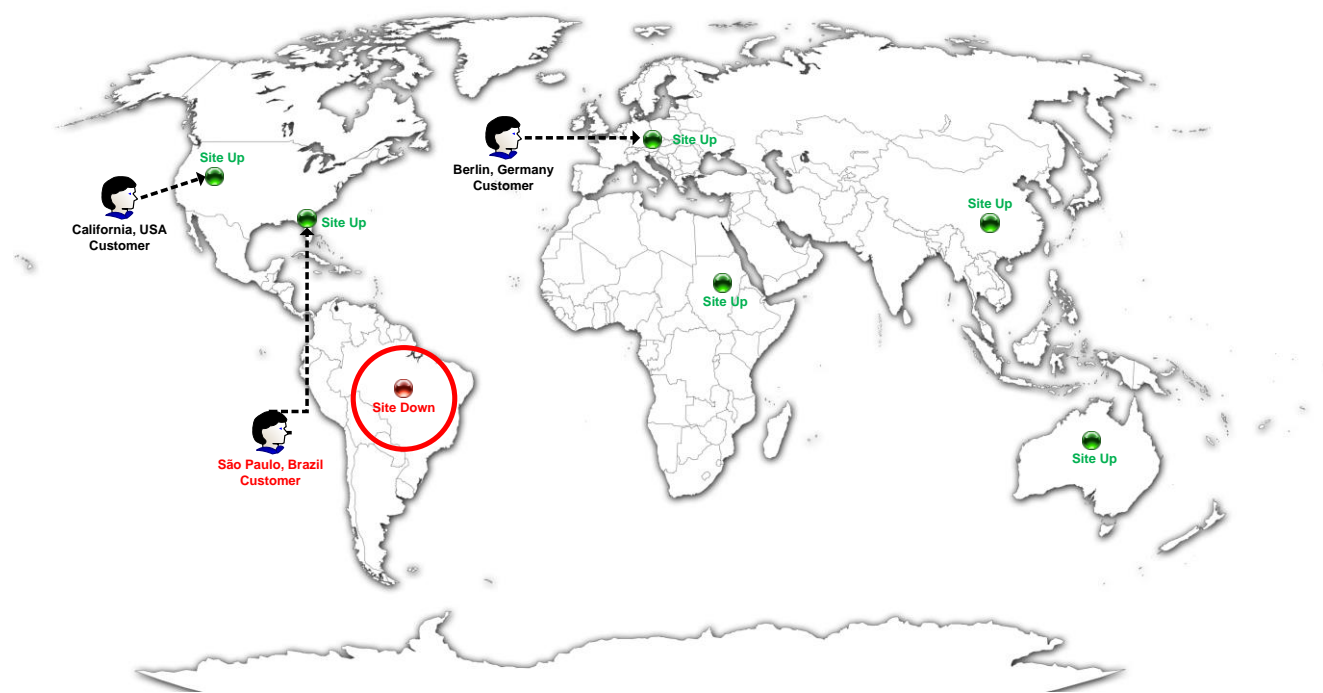 Site Up
California, USA
Customer
Site Up
Berlin, Germany
Customer
Site Up
Site Up
Site Up
Site Down
São Paulo, Brazil
Customer
Site Up